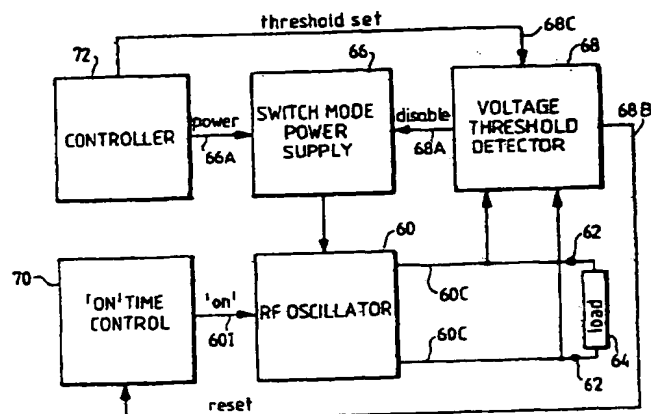 threshold set
72
66
68C
68
68B
CONTROLLER
power
66A
SWITCH MODE
POWER
SUPPLY
disable
68A
VOLTAGE
THRESHOLD
DETECTOR
70
'ON' TIME
CONTROL
'on'
60I
60
RF OSCILLATOR
60C
60C
62
62
load
64
reset